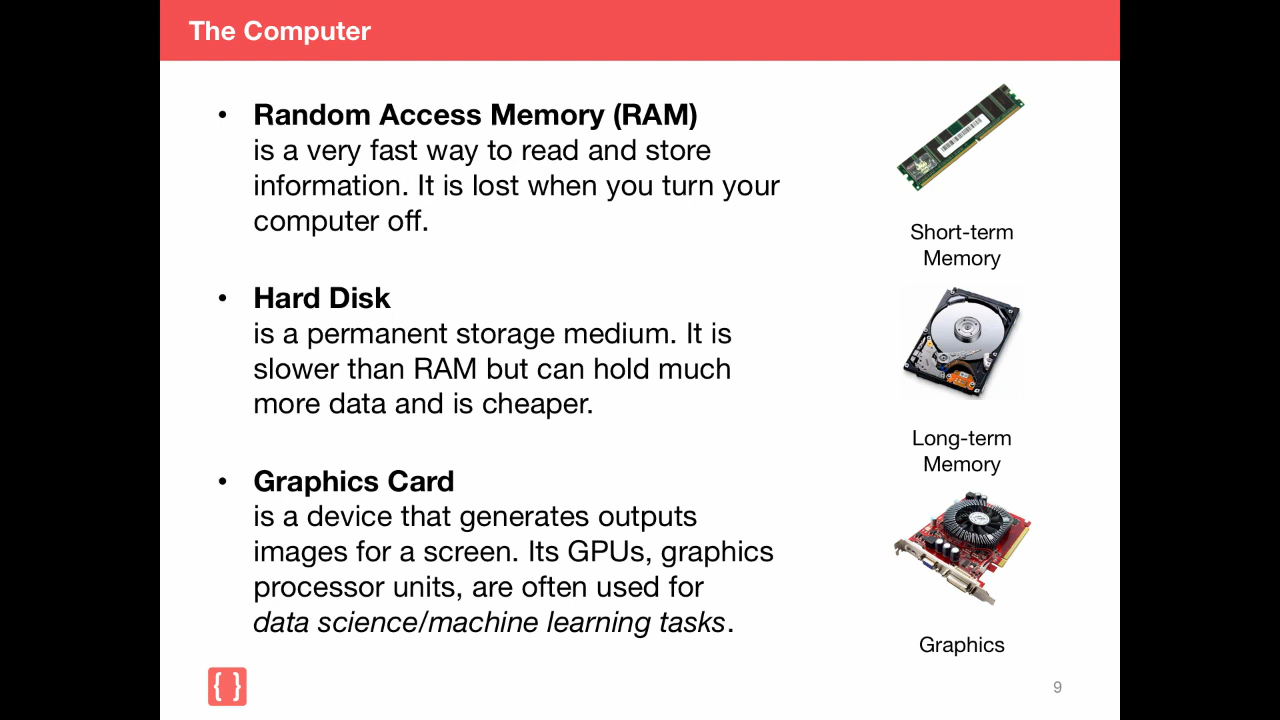 The Computer
• Random Access Memory (RAM)
is a very fast way to read and store
information. It is lost when you turn your
computer off.
Short-term
Memory
• Hard Disk
is a permanent storage medium. It is
slower than RAM but can hold much
more data and is cheaper.
Long-term
Memory
• Graphics Card
is a device that generates outputs
images for a screen. Its GPUs, graphics
processor units, are often used for
data science/machine learning tasks.
Graphics
{ }
9